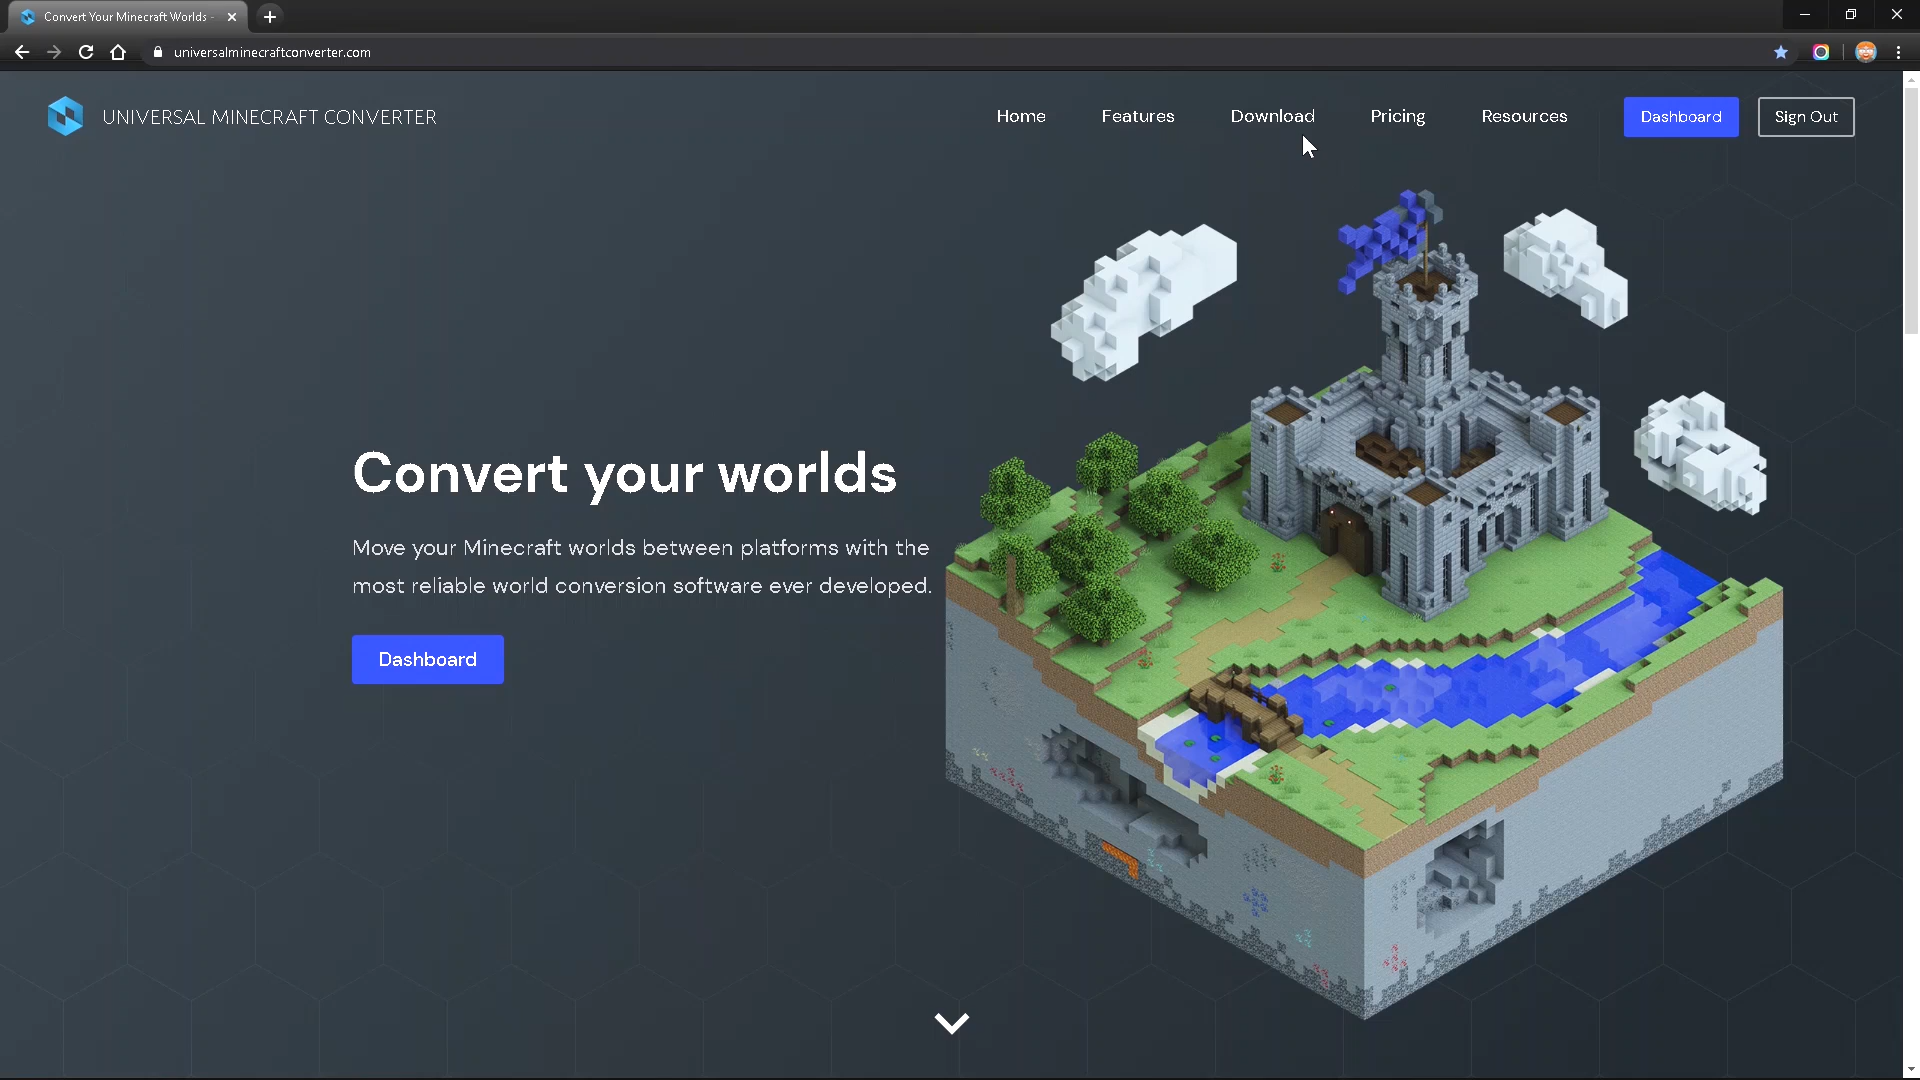 Convert Your Minecraft Worlds -
universalminecraftconverter.com
UNIVERSAL MINECRAFT CONVERTER
Home
Features
Download
Pricing
Resources
Dashboard
Sign Out
Convert your worlds
Move your Minecraft worlds between platforms with the
most reliable world conversion software ever developed.
Dashboard